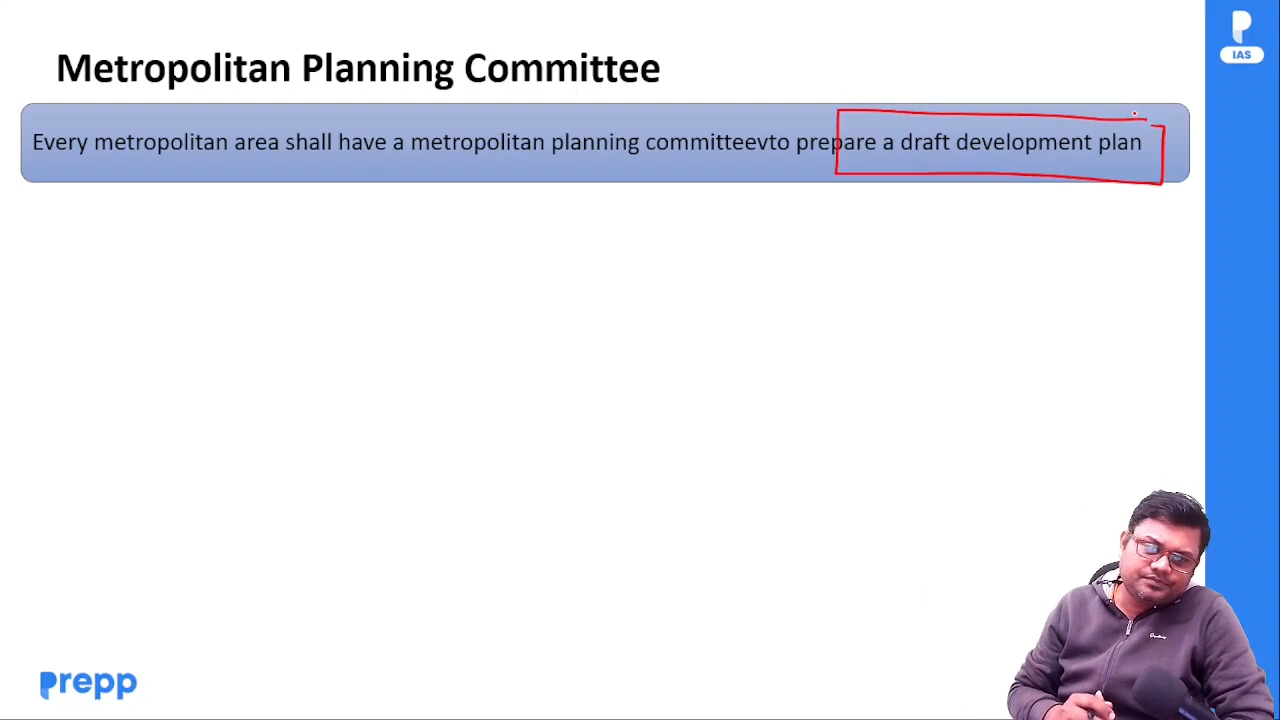 Metropolitan Planning Committee
Every metropolitan area shall have a metropolitan planning committeevto prepare a draft development plan
IAS
prepp